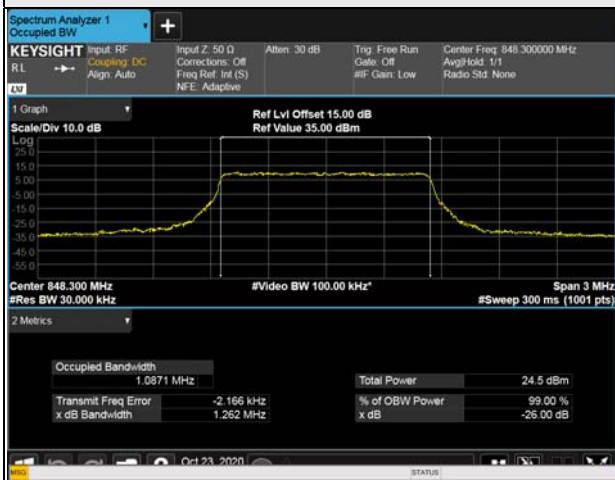 Spectrum Analyzer 1
Occupied BW
KEYSIGHT
RL
LXI
Input: RF
Coupling: DC
Align: Auto
Input Z: 50 Ω
Corrections: Off
Freq Ref: Int (S)
NFE: Adaptive
Atten: 30 dB
Trig: Free Run
Gate: Off
#IF Gain: Low
Center Freq: 848.300000 MHz
Avg|Hold: 1/1
Radio Std: None
1 Graph
Scale/Div 10.0 dB
Ref Lvl Offset 15.00 dB
Ref Value 35.00 dBm
Log
25.0
15.0
5.00
-5.00
-15.0
-25.0
-35.0
-45.0
-55.0
Center 848.300 MHz
#Res BW 30.000 kHz
#Video BW 100.00 kHz*
Span 3 MHz
#Sweep 300 ms (1001 pts)
2 Metrics
Occupied Bandwidth
1.0871 MHz
Transmit Freq Error -2.166 kHz
x dB Bandwidth 1.262 MHz
Total Power 24.5 dBm
% of OBW Power 99.00 %
x dB -26.00 dB
Oct 23, 2020
MSG
STATUS